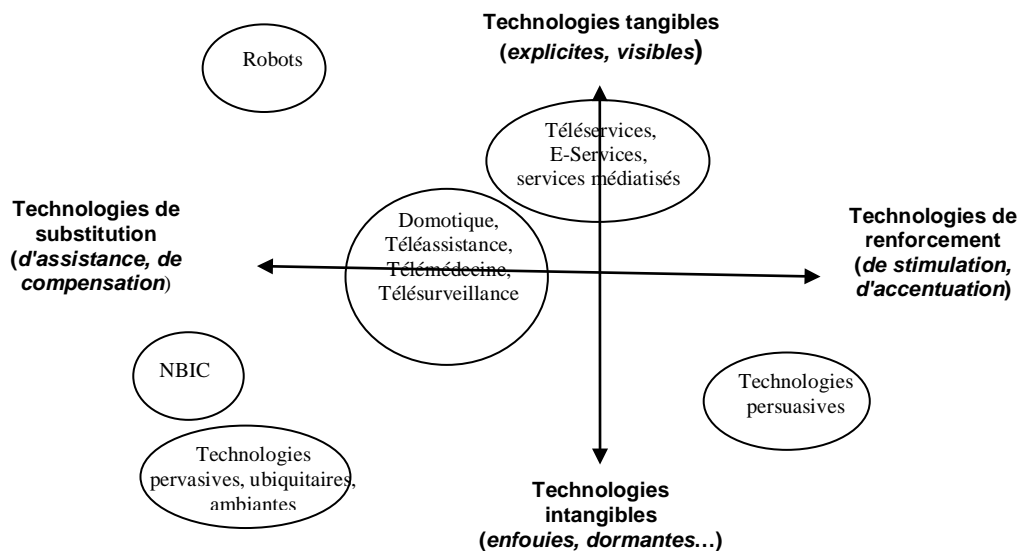 Technologies tangibles
(explicites, visibles)
Robots
Téléservices,
E-Services,
services médiatisés
Technologies de
substitution
(d'assistance, de
compensation)
Domotique,
Téléassistance,
Télémédecine,
Télésurveillance
Technologies de
renforcement
(de stimulation,
d'accentuation)
NBIC
Technologies
persuasives
Technologies
pervasives, ubiquitaires,
ambiantes
Technologies
intangibles
(enfouies, dormantes…)